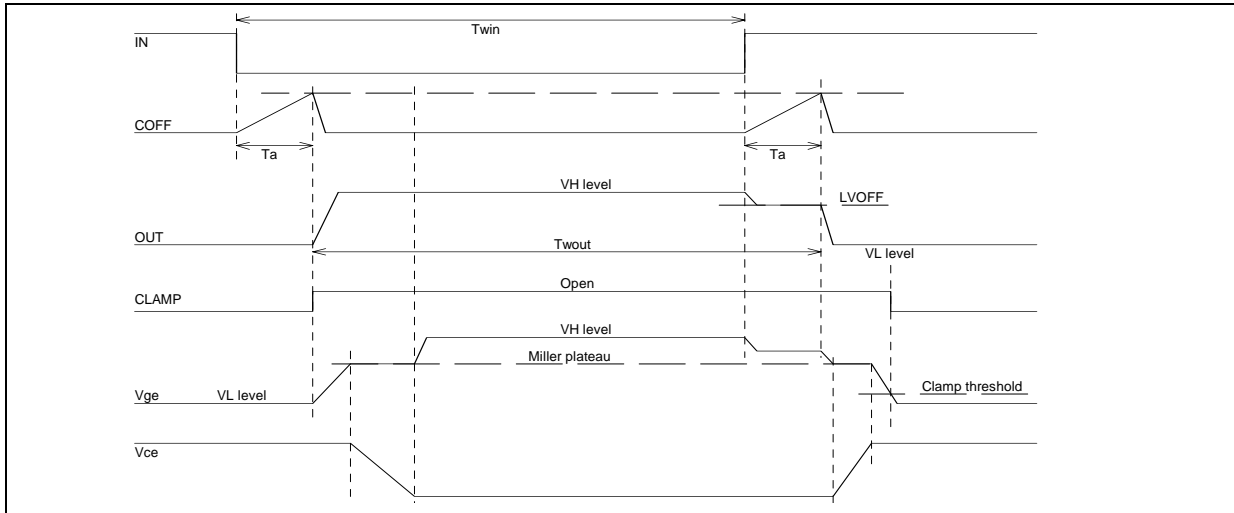 Twin
IN
COFF
Ta
Ta
VH level
LVOFF
OUT
Twout
VL level
Open
CLAMP
VH level
Miller plateau
Vge
VL level
Clamp threshold
Vce